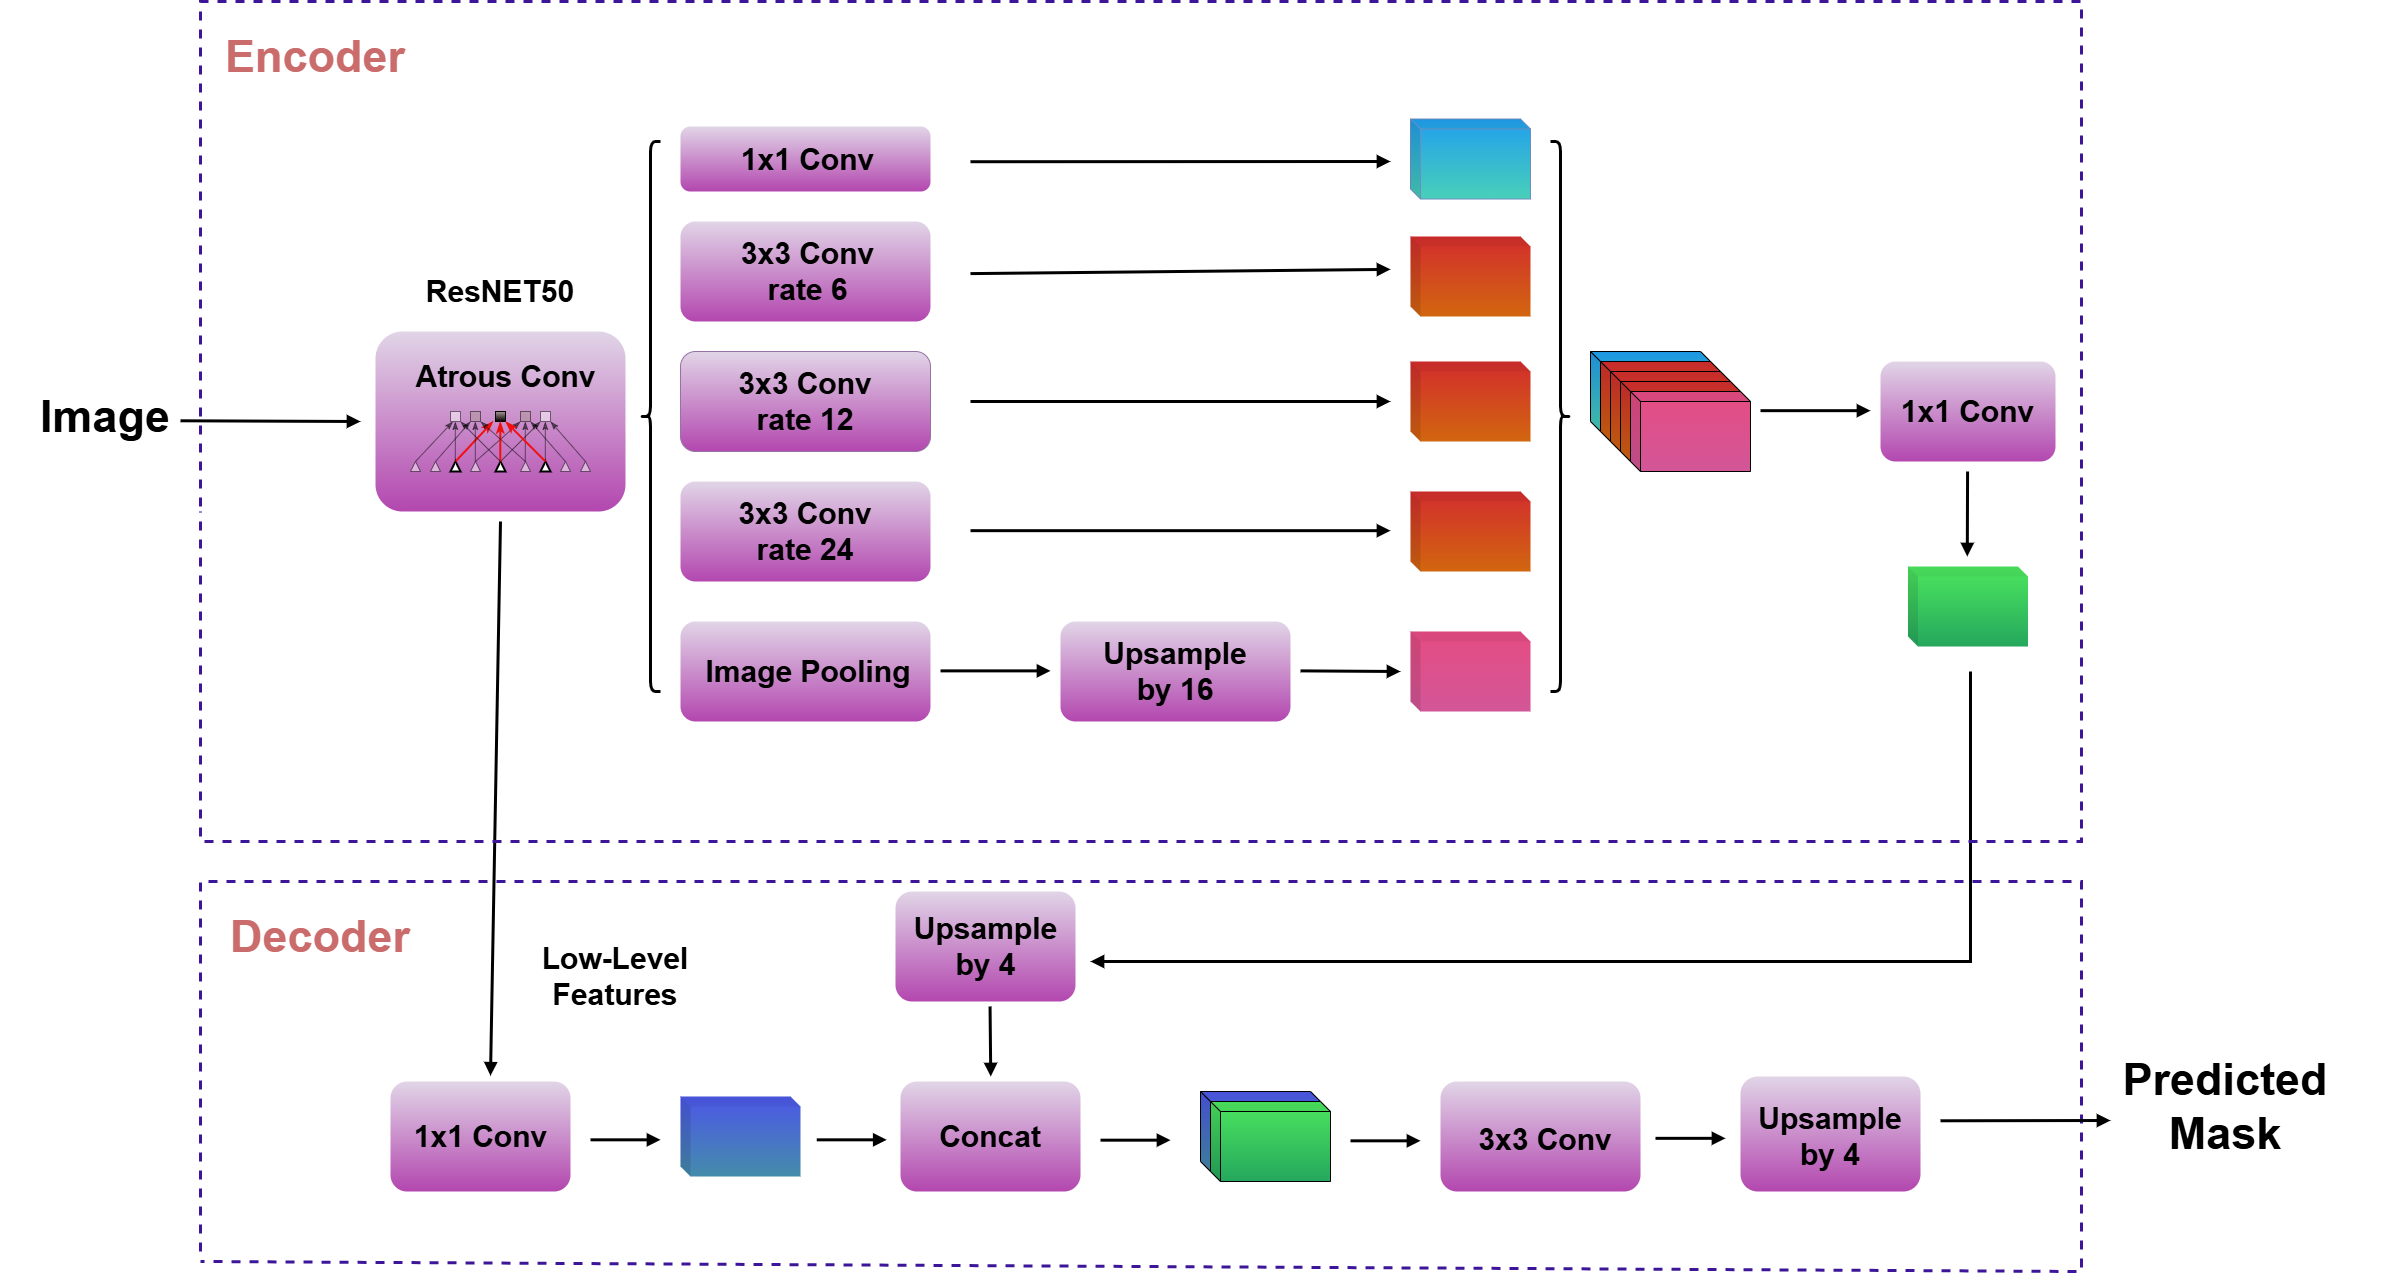 Encoder
1x1 Conv
3x3 Conv
rate 6
ResNET50
Atrous Conv
3x3 Conv
rate 12
Image
1x1 Conv
3x3 Conv
rate 24
Image Pooling
Upsample
by 16
Decoder
Upsample
by 4
Low-Level
Features
1x1 Conv
Concat
3x3 Conv
Upsample
by 4
Predicted
Mask